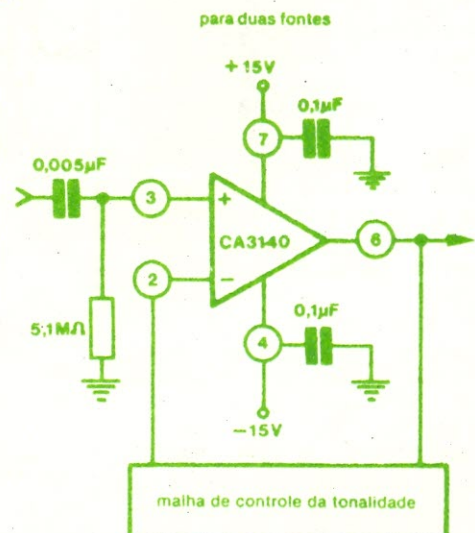 para duas fontes
+15V
0,1µF
7
0,005µF
3
+
CA3140
6
2
−
0,1µF
5,1MΩ
4
−15V
malha de controle da tonalidade